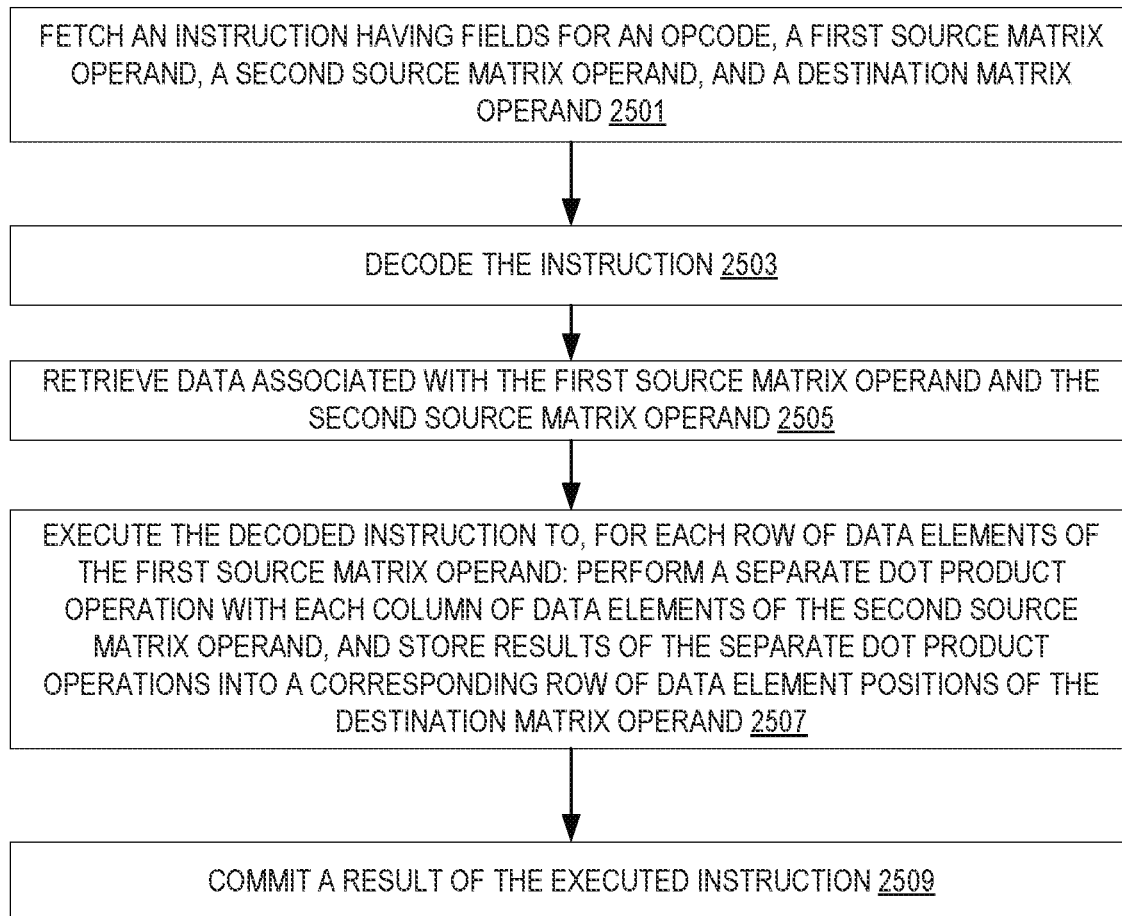 FETCH AN INSTRUCTION HAVING FIELDS FOR AN OPCODE, A FIRST SOURCE MATRIX
OPERAND, A SECOND SOURCE MATRIX OPERAND, AND A DESTINATION MATRIX
OPERAND 2501
DECODE THE INSTRUCTION 2503
RETRIEVE DATA ASSOCIATED WITH THE FIRST SOURCE MATRIX OPERAND AND THE
SECOND SOURCE MATRIX OPERAND 2505
EXECUTE THE DECODED INSTRUCTION TO, FOR EACH ROW OF DATA ELEMENTS OF
THE FIRST SOURCE MATRIX OPERAND: PERFORM A SEPARATE DOT PRODUCT
OPERATION WITH EACH COLUMN OF DATA ELEMENTS OF THE SECOND SOURCE
MATRIX OPERAND, AND STORE RESULTS OF THE SEPARATE DOT PRODUCT
OPERATIONS INTO A CORRESPONDING ROW OF DATA ELEMENT POSITIONS OF THE
DESTINATION MATRIX OPERAND 2507
COMMIT A RESULT OF THE EXECUTED INSTRUCTION 2509